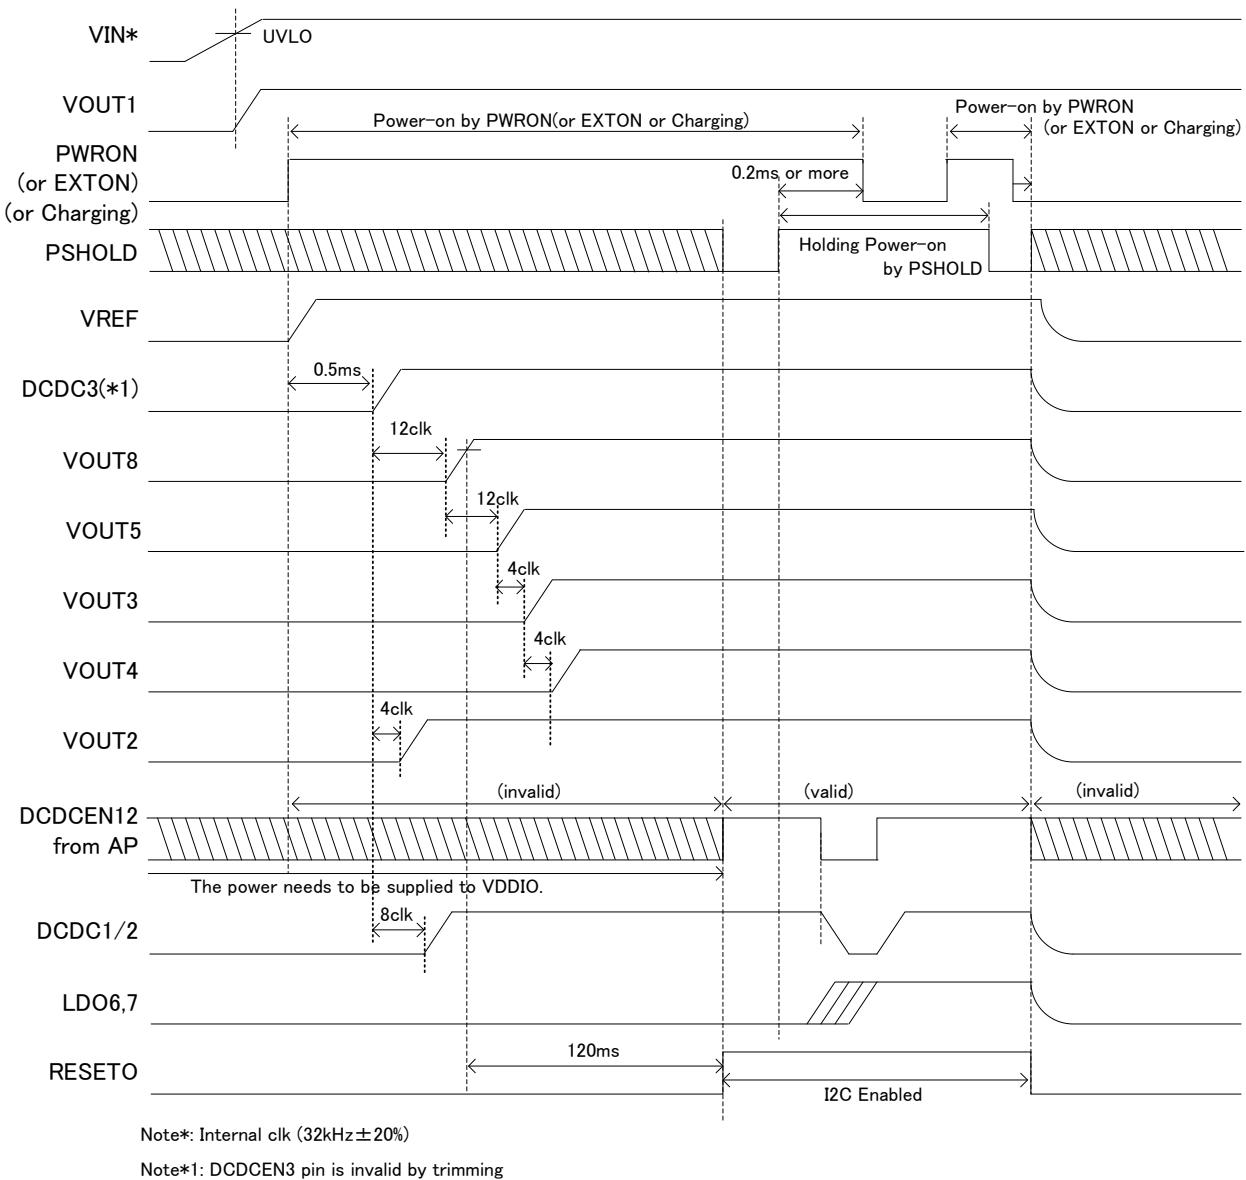 VIN*
UVLO
VOUT1
Power-on by PWRON(or EXTON or Charging)
Power-on by PWRON
(or EXTON or Charging)
PWRON
(or EXTON)
(or Charging)
0.2ms or more
PSHOLD
Holding Power-on
by PSHOLD
VREF
0.5ms
DCDC3(*1)
12clk
VOUT8
12clk
VOUT5
4clk
VOUT3
4clk
VOUT4
4clk
VOUT2
(invalid)
(valid)
(invalid)
DCDCEN12
from AP
The power needs to be supplied to VDDIO.
8clk
DCDC1/2
LDO6,7
120ms
RESETO
I2C Enabled
Note*: Internal clk (32kHz±20%)
Note*1: DCDCEN3 pin is invalid by trimming